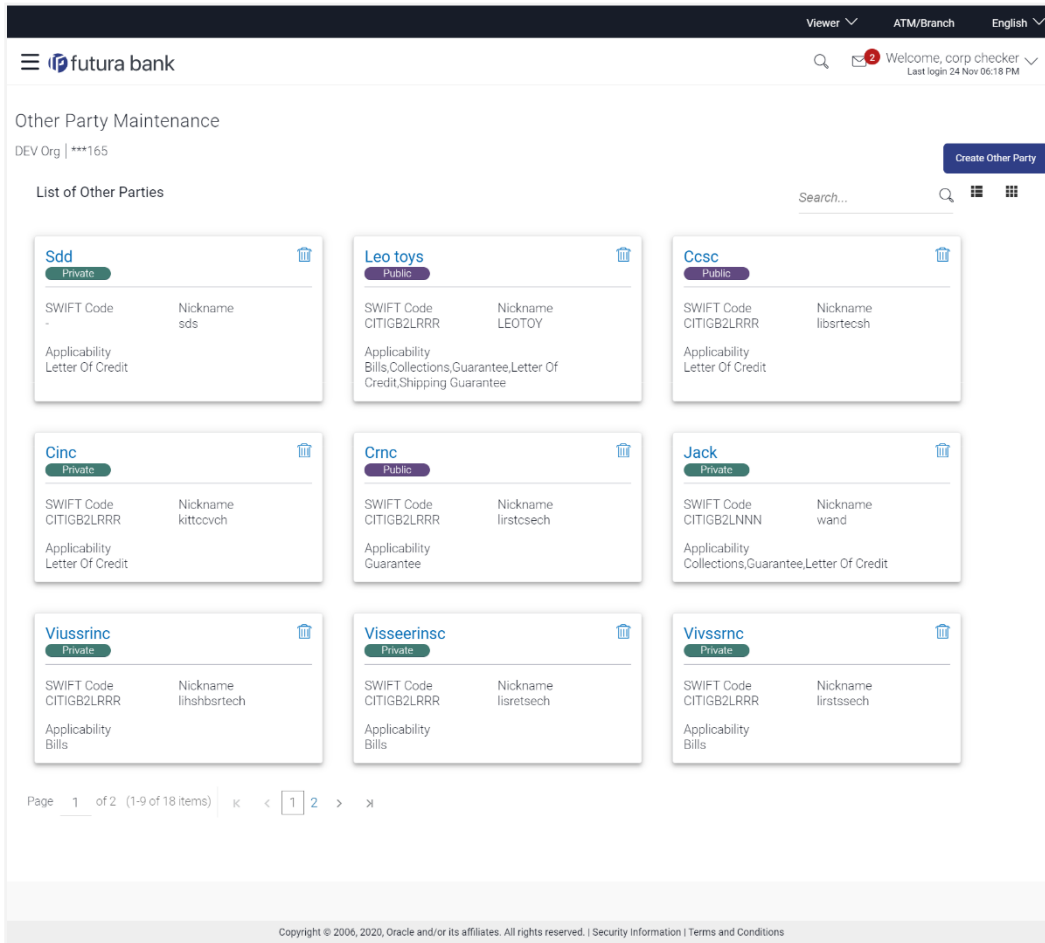 Viewer ATM/Branch English
futura bank
2 Welcome, corp checker
Last login 24 Nov 06:18 PM
Other Party Maintenance
DEV Org | ***165
Create Other Party
List of Other Parties
Search...
Sdd
Private
SWIFT Code Nickname
- sds
Applicability
Letter Of Credit
Leo toys
Public
SWIFT Code Nickname
CITIGB2LRRR LEOTOY
Applicability
Bills,Collections,Guarantee,Letter Of
Credit,Shipping Guarantee
Ccsc
Public
SWIFT Code Nickname
CITIGB2LRRR libsrtecsh
Applicability
Letter Of Credit
Cinc
Private
SWIFT Code Nickname
CITIGB2LRRR kittccvch
Applicability
Letter Of Credit
Crnc
Public
SWIFT Code Nickname
CITIGB2LRRR lirstcsech
Applicability
Guarantee
Jack
Private
SWIFT Code Nickname
CITIGB2LNNN wand
Applicability
Collections,Guarantee,Letter Of Credit
Viussrinc
Private
SWIFT Code Nickname
CITIGB2LRRR lihshbsrtech
Applicability
Bills
Visseerinsc
Private
SWIFT Code Nickname
CITIGB2LRRR lisretsech
Applicability
Bills
Vivssrnc
Private
SWIFT Code Nickname
CITIGB2LRRR lirstssech
Applicability
Bills
Page 1 of 2 (1-9 of 18 items) 1 2
Copyright © 2006, 2020, Oracle and/or its affiliates. All rights reserved. | Security Information | Terms and Conditions